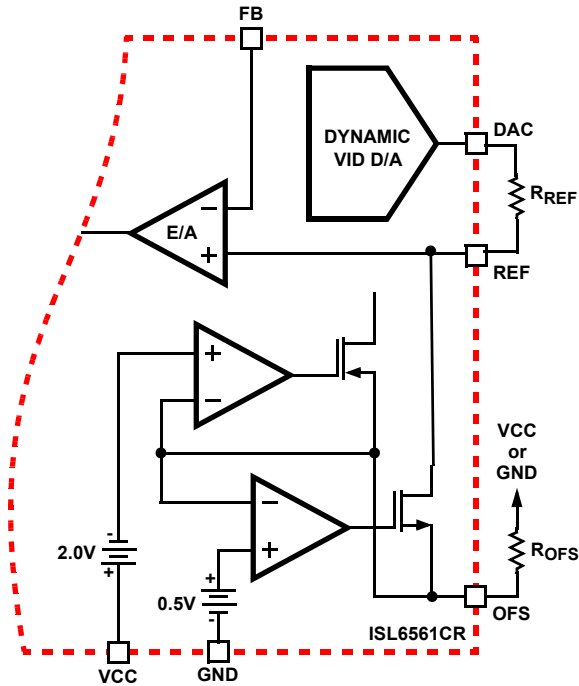 FB
DYNAMIC
VID D/A
DAC
RREF
REF
E/A
−
+
+
−
−
+
VCC
or
GND
ROFS
OFS
-
2.0V
+
+
0.5V
-
ISL6561CR
VCC
GND